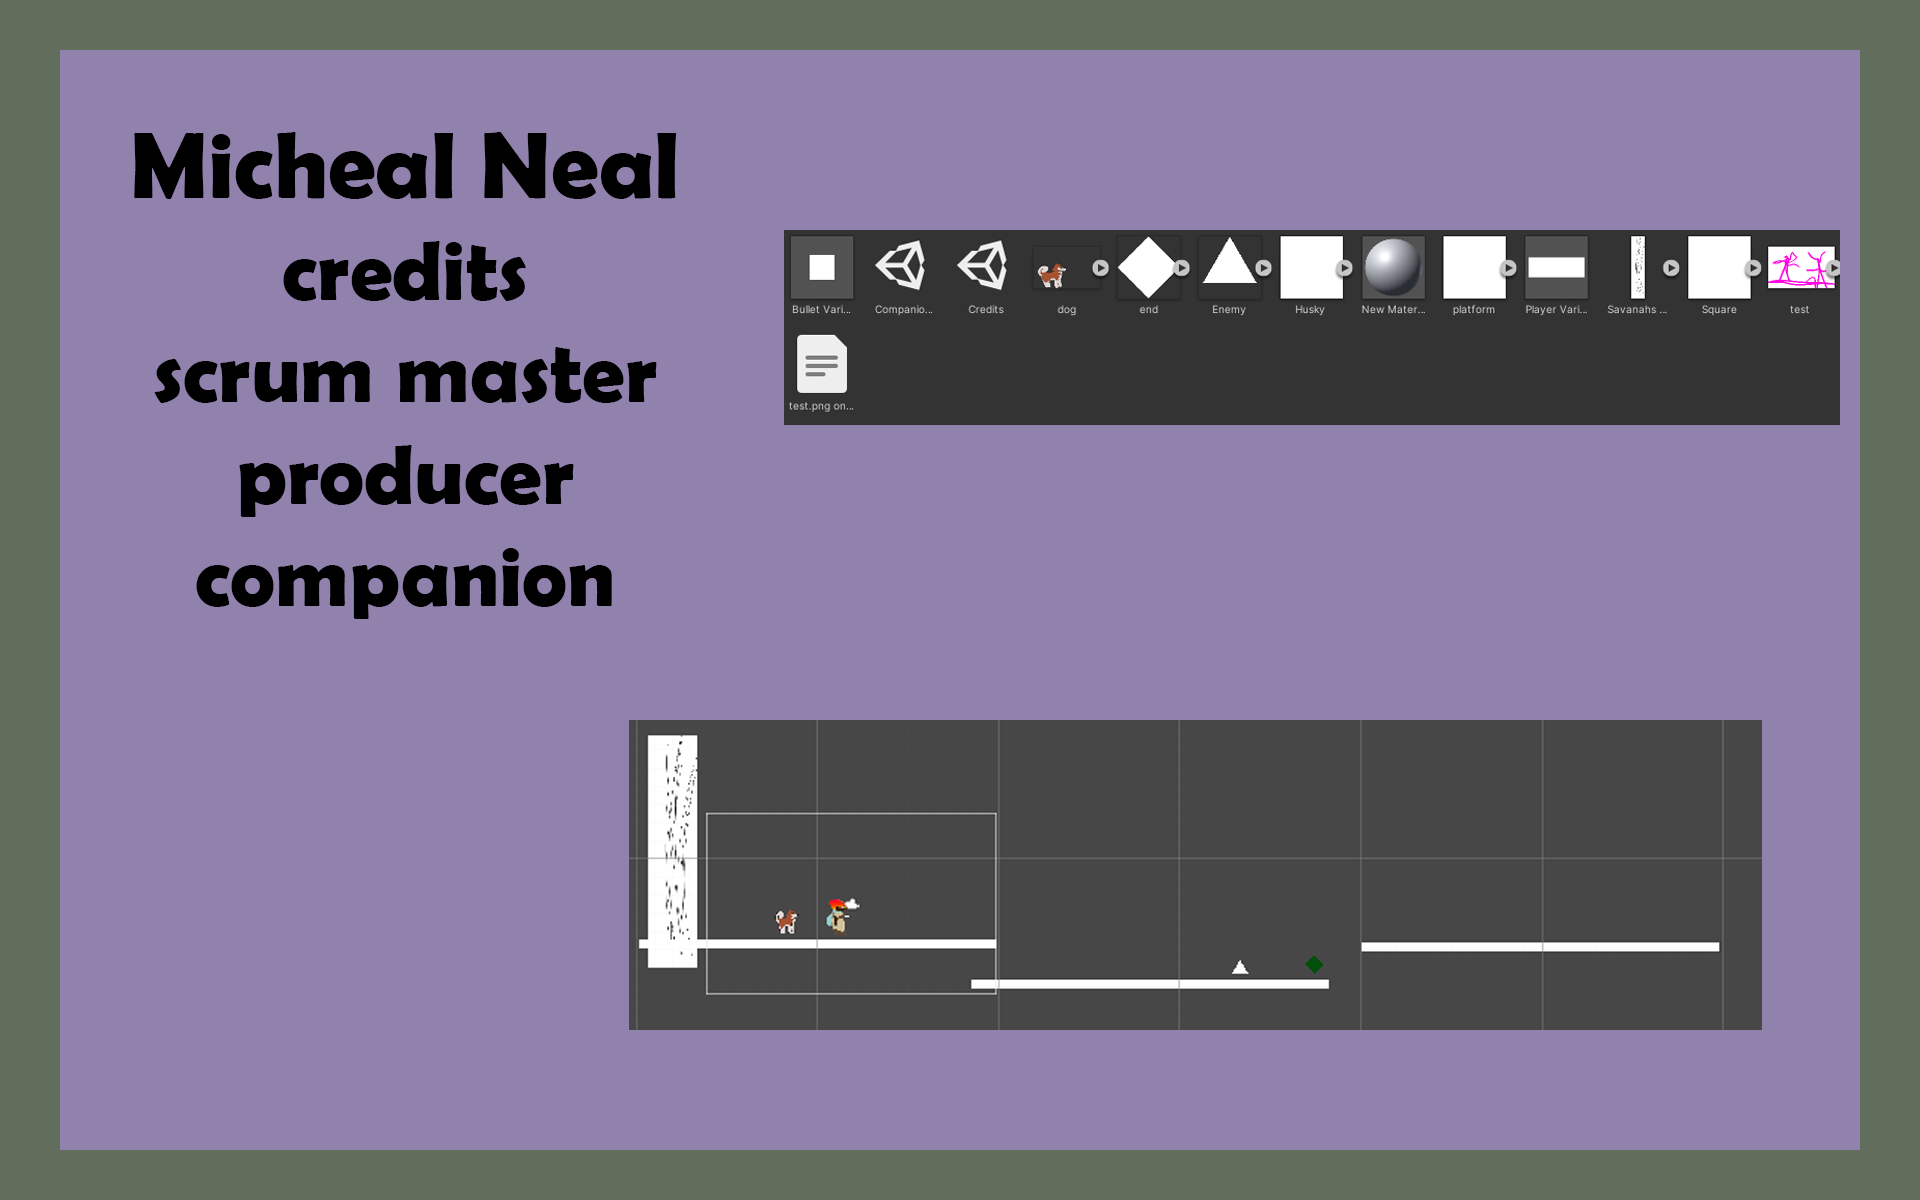 Micheal Neal
credits
scrum master
producer
companion
Bullet Vari... Companio... Credits dog end Enemy Husky New Mater... platform Player Vari... Savanahs ... Square test
test.png on...